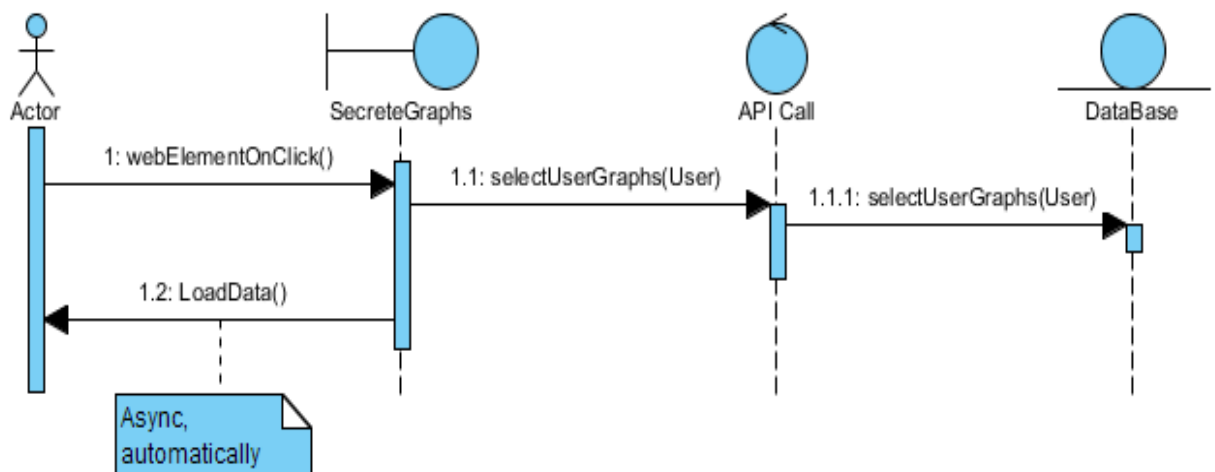 Actor
SecreteGraphs
API Call
DataBase
1: webElementOnClick()
1.1: selectUserGraphs(User)
1.1.1: selectUserGraphs(User)
1.2: LoadData()
Async,
automatically